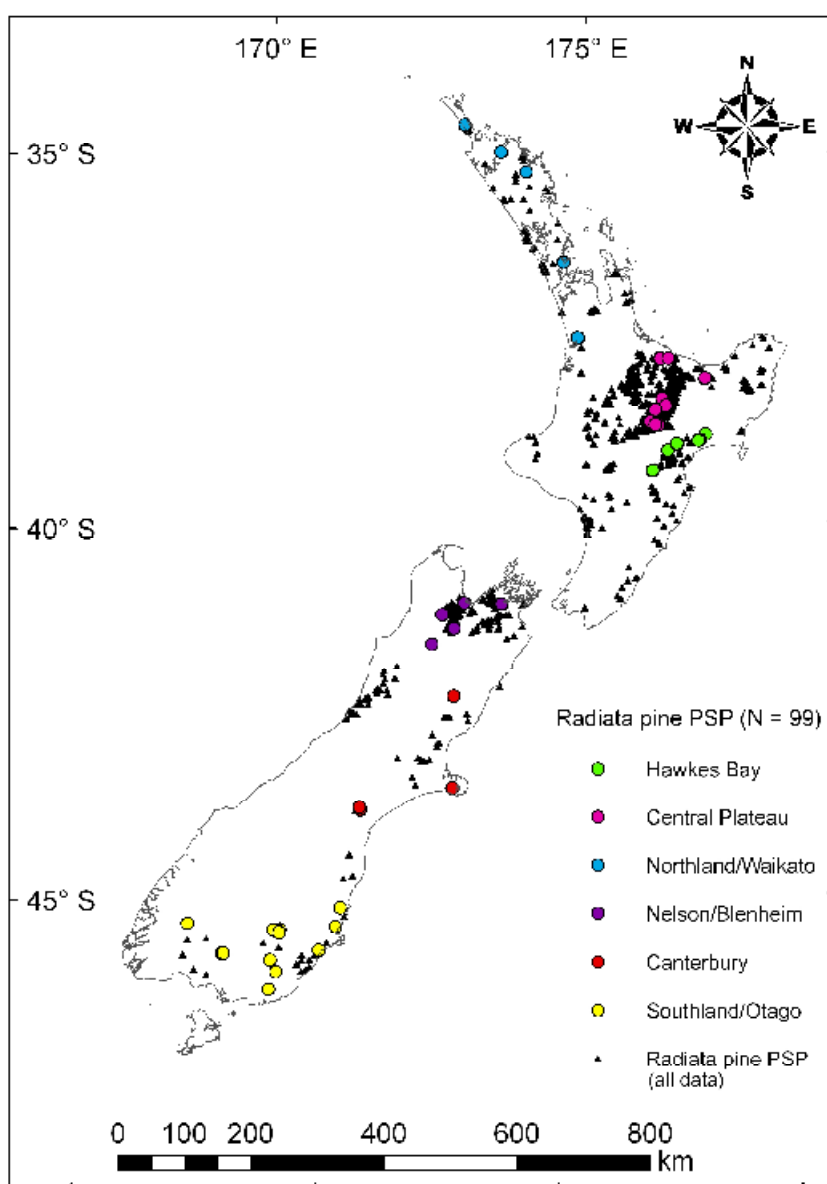 170° E 175° E
N
W E
S
35° S
40° S
45° S
Radiata pine PSP (N = 99)
Hawkes Bay
Central Plateau
Northland/Waikato
Nelson/Blenheim
Canterbury
Southland/Otago
Radiata pine PSP
(all data)
0 100 200 400 600 800
km